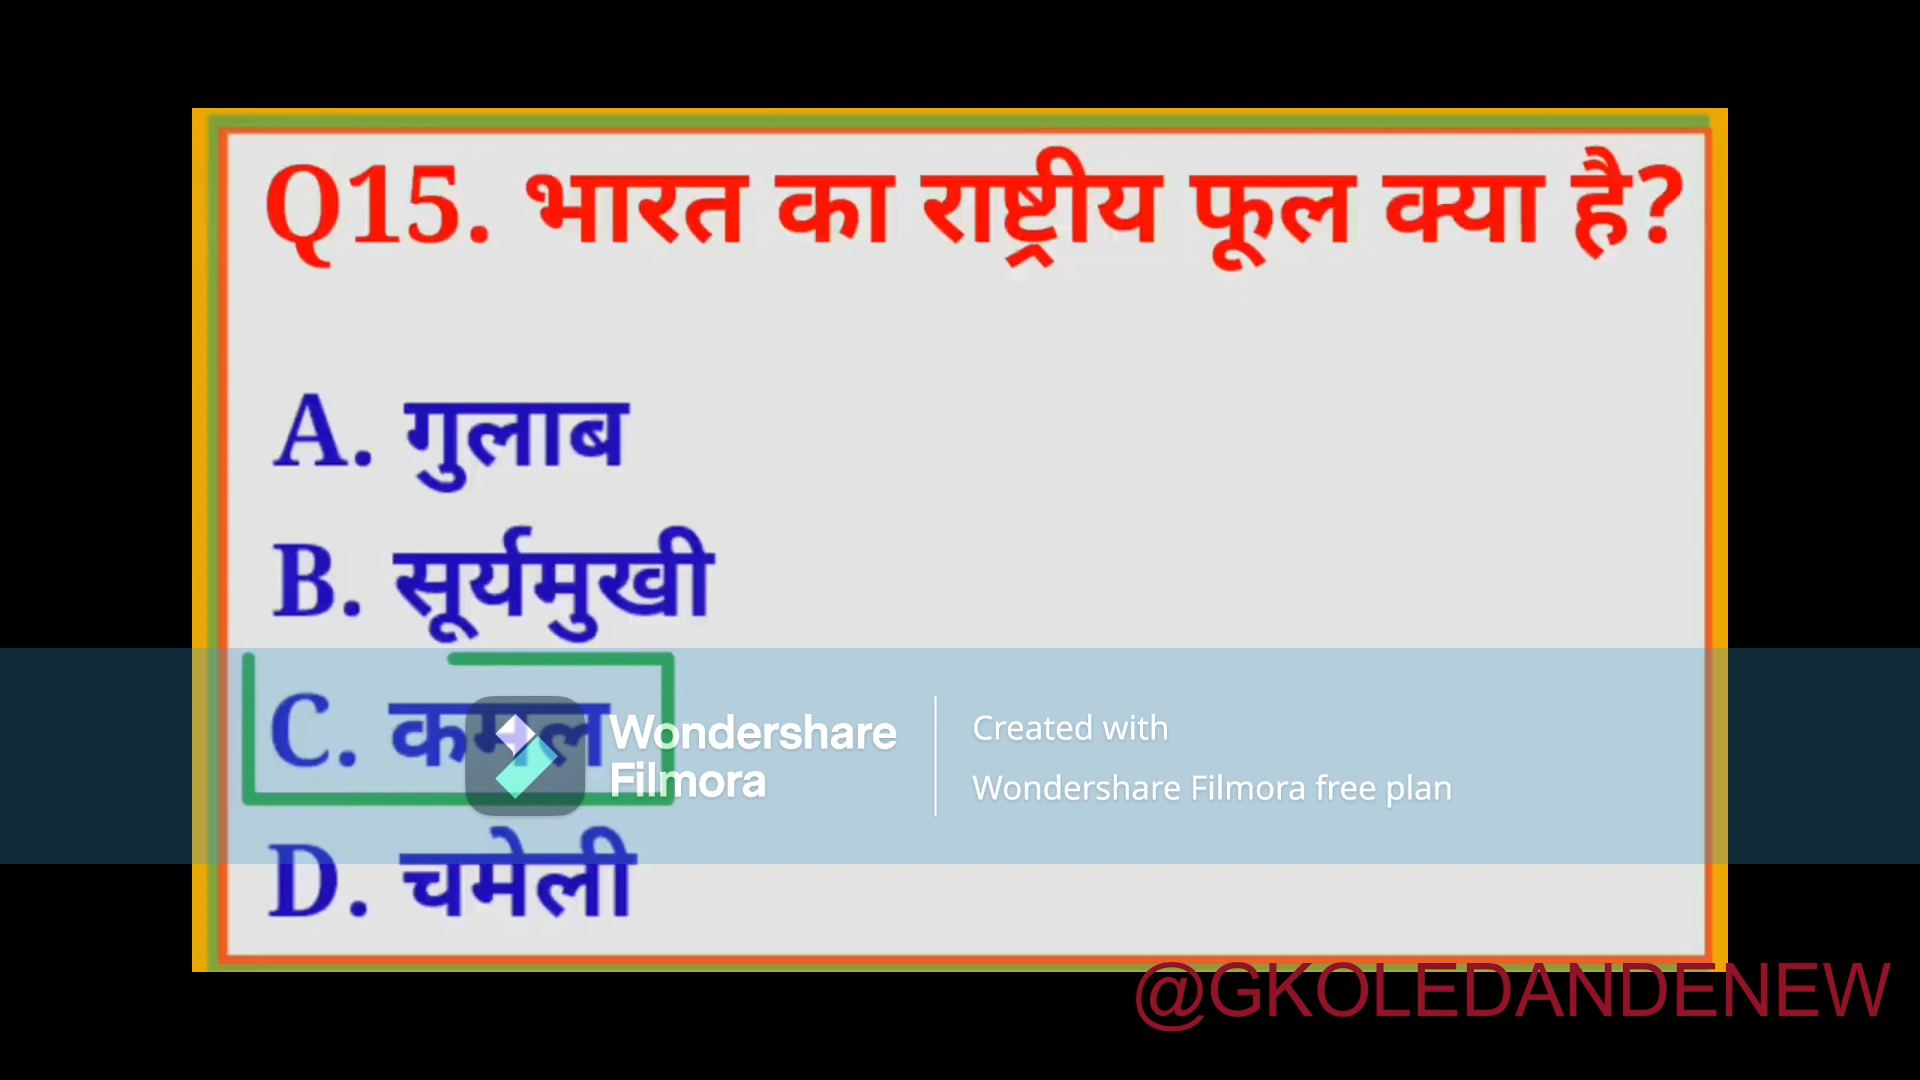 Q15. भारत का राष्ट्रीय फूल क्या है?
A. गुलाब
B. सूर्यमुखी
C. कमल
Wondershare
Filmora
Created with
Wondershare Filmora free plan
D. चमेली
@GKOLEDANDENEW